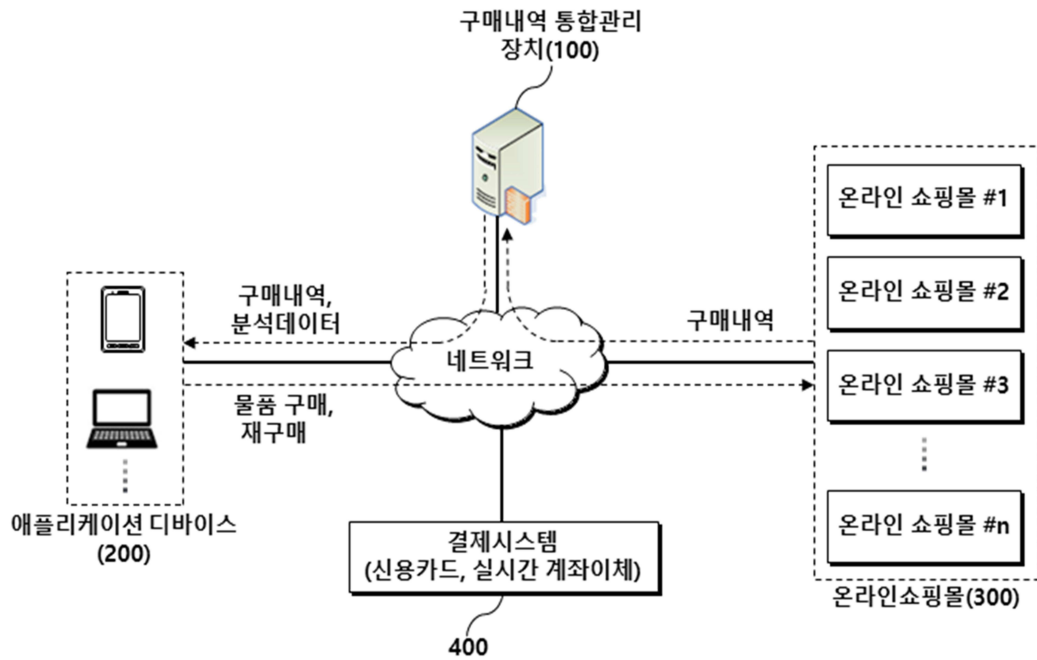 구매내역 통합관리
장치(100)
온라인 쇼핑몰 #1
온라인 쇼핑몰 #2
온라인 쇼핑몰 #3
온라인 쇼핑몰 #n
온라인쇼핑몰(300)
구매내역,
분석데이터
구매내역
네트워크
물품 구매,
재구매
애플리케이션 디바이스
(200)
결제시스템
(신용카드, 실시간 계좌이체)
400